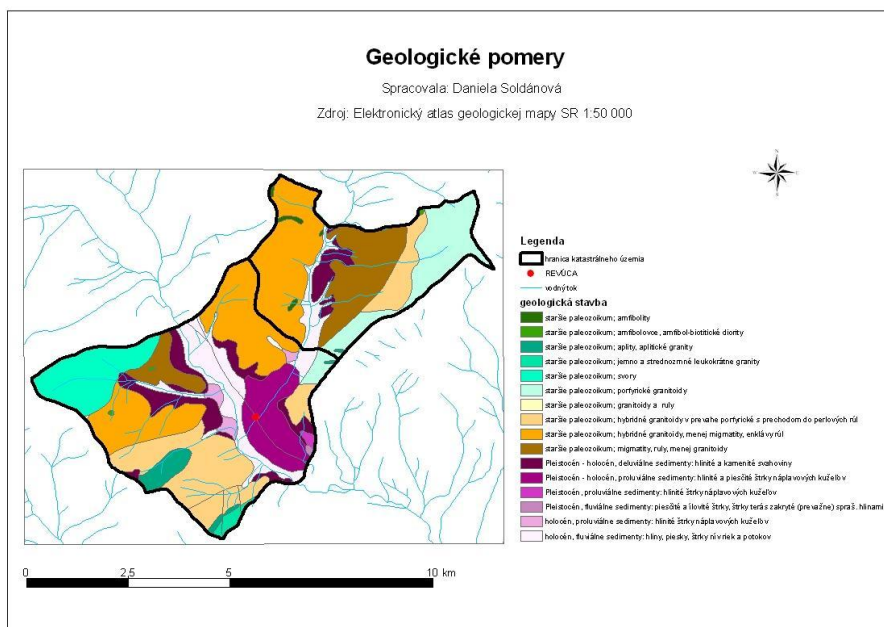 Geologické pomery
Spracovala: Daniela Soldánová
Zdroj: Elektronický atlas geologickej mapy SR 1:50 000
Legenda
hranica katastrálneho územia
REVÚCA
vodný tok
geologická stavba
staršie paleozoikum; amfibolity
staršie paleozoikum; amfibolovce, amfibol-biotitické diority
staršie paleozoikum; aplity, aplitické granity
staršie paleozoikum; jemno a strednozrnné leukokrátne granity
staršie paleozoikum; svory
staršie paleozoikum; porfyrické granitoidy
staršie paleozoikum; granitoidy a ruly
staršie paleozoikum; hybridné granitoidy v prevahe porfyrické s prechodom do perlových rúl
staršie paleozoikum; hybridné granitoidy, menej migmatity, enklávy rúl
staršie paleozoikum; migmatity, ruly, menej granitoidy
Pleistocén - holocén, deluviálne sedimenty: hlinité a kamenité svahoviny
Pleistocén - holocén, proluviálne sedimenty: hlinité a piesčité štrky náplavových kužeľov
Pleistocén, proluviálne sedimenty: hlinité štrky náplavových kužeľov
Pleistocén, fluviálne sedimenty: piesčité a ílovité štrky, štrky terás zakryté (prevažne) spraš. hlinami
holocén, proluviálne sedimenty: hlinité štrky náplavových kužeľov
holocén, fluviálne sedimenty: hliny, piesky, štrky nív riek a potokov
0 2,5 5 10 km